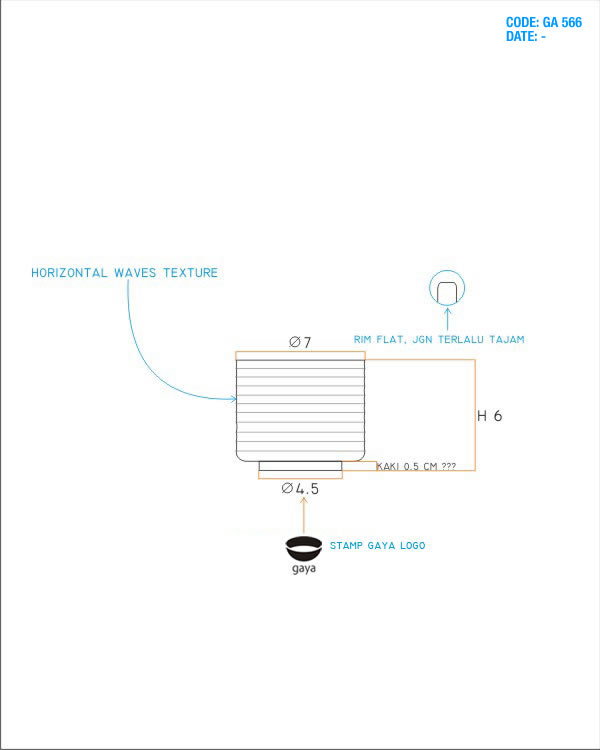 CODE: GA 566
DATE: -
HORIZONTAL WAVES TEXTURE
RIM FLAT, JGN TERLALU TAJAM
Ø7
H 6
KAKI 0.5 CM ???
Ø4.5
STAMP GAYA LOGO
gaya